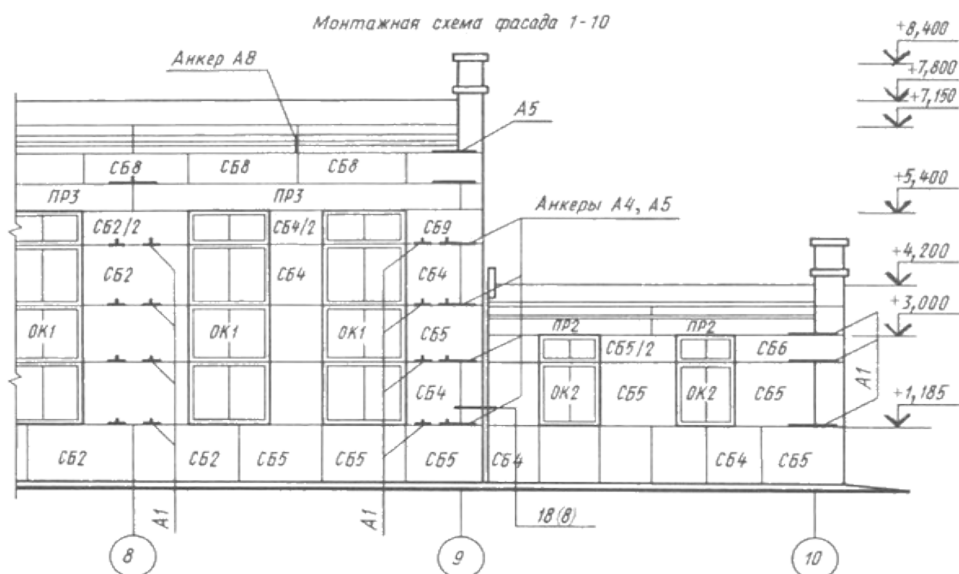 Монтажная схема фасада 1-10
+8,400
Анкер А8
+7,800
+7,150
А5
СБ8 СБ8 СБ8
ПР3 ПР3
+5,400
Анкеры А4, А5
СБ2/2 СБ4/2 СБ9
+4,200
СБ2 СБ4 СБ4
+3,000
ОК1 ОК1 ОК1 СБ5
ПР2 ПР2
СБ5/2 СБ6
А1
СБ4 ОК2 СБ5 ОК2 СБ5
+1,185
СБ2 СБ2 СБ5 СБ5 СБ5 СБ4 СБ4 СБ5
А1 А1
18(8)
8 9 10